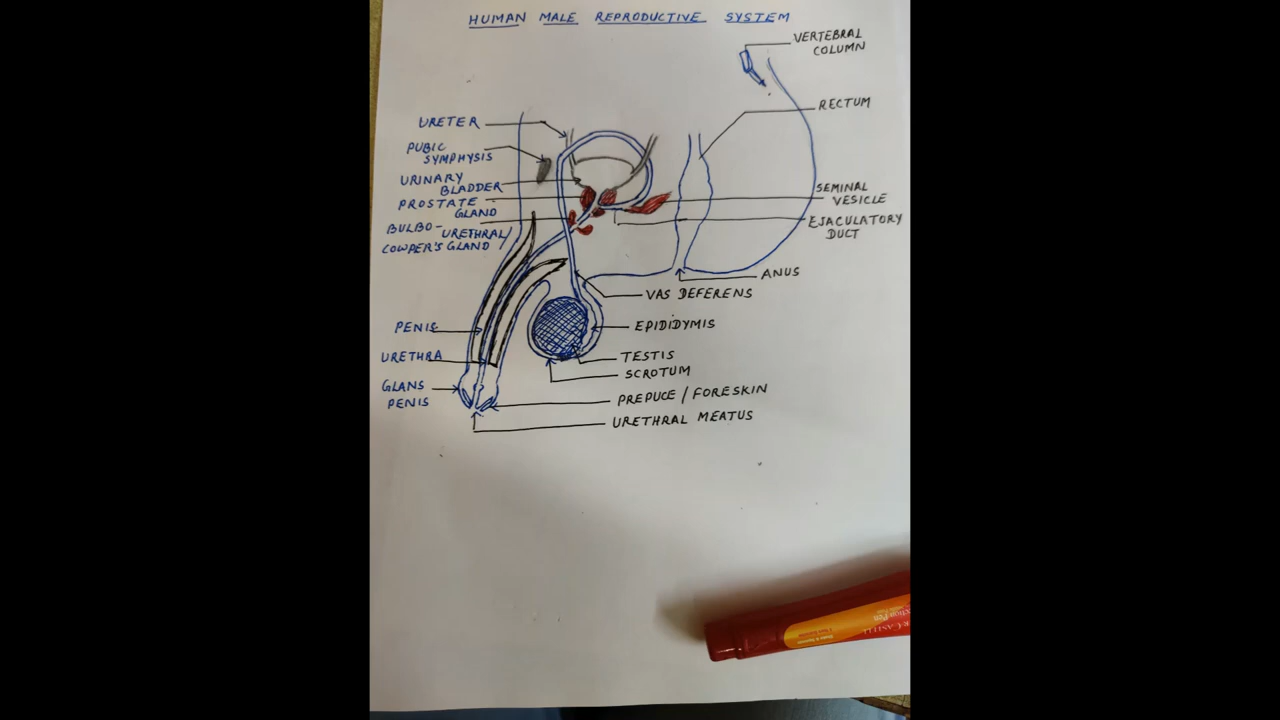 HUMAN MALE REPRODUCTIVE SYSTEM
VERTEBRAL
COLUMN
RECTUM
URETER
PUBIC
SYMPHYSIS
URINARY
BLADDER
PROSTATE
GLAND
BULBO-URETHRAL/
COWPER'S GLAND
SEMINAL
VESICLE
EJACULATORY
DUCT
ANUS
VAS DEFERENS
EPIDIDYMIS
PENIS
URETHRA
TESTIS
SCROTUM
GLANS
PENIS
PREPUCE / FORESKIN
URETHRAL MEATUS